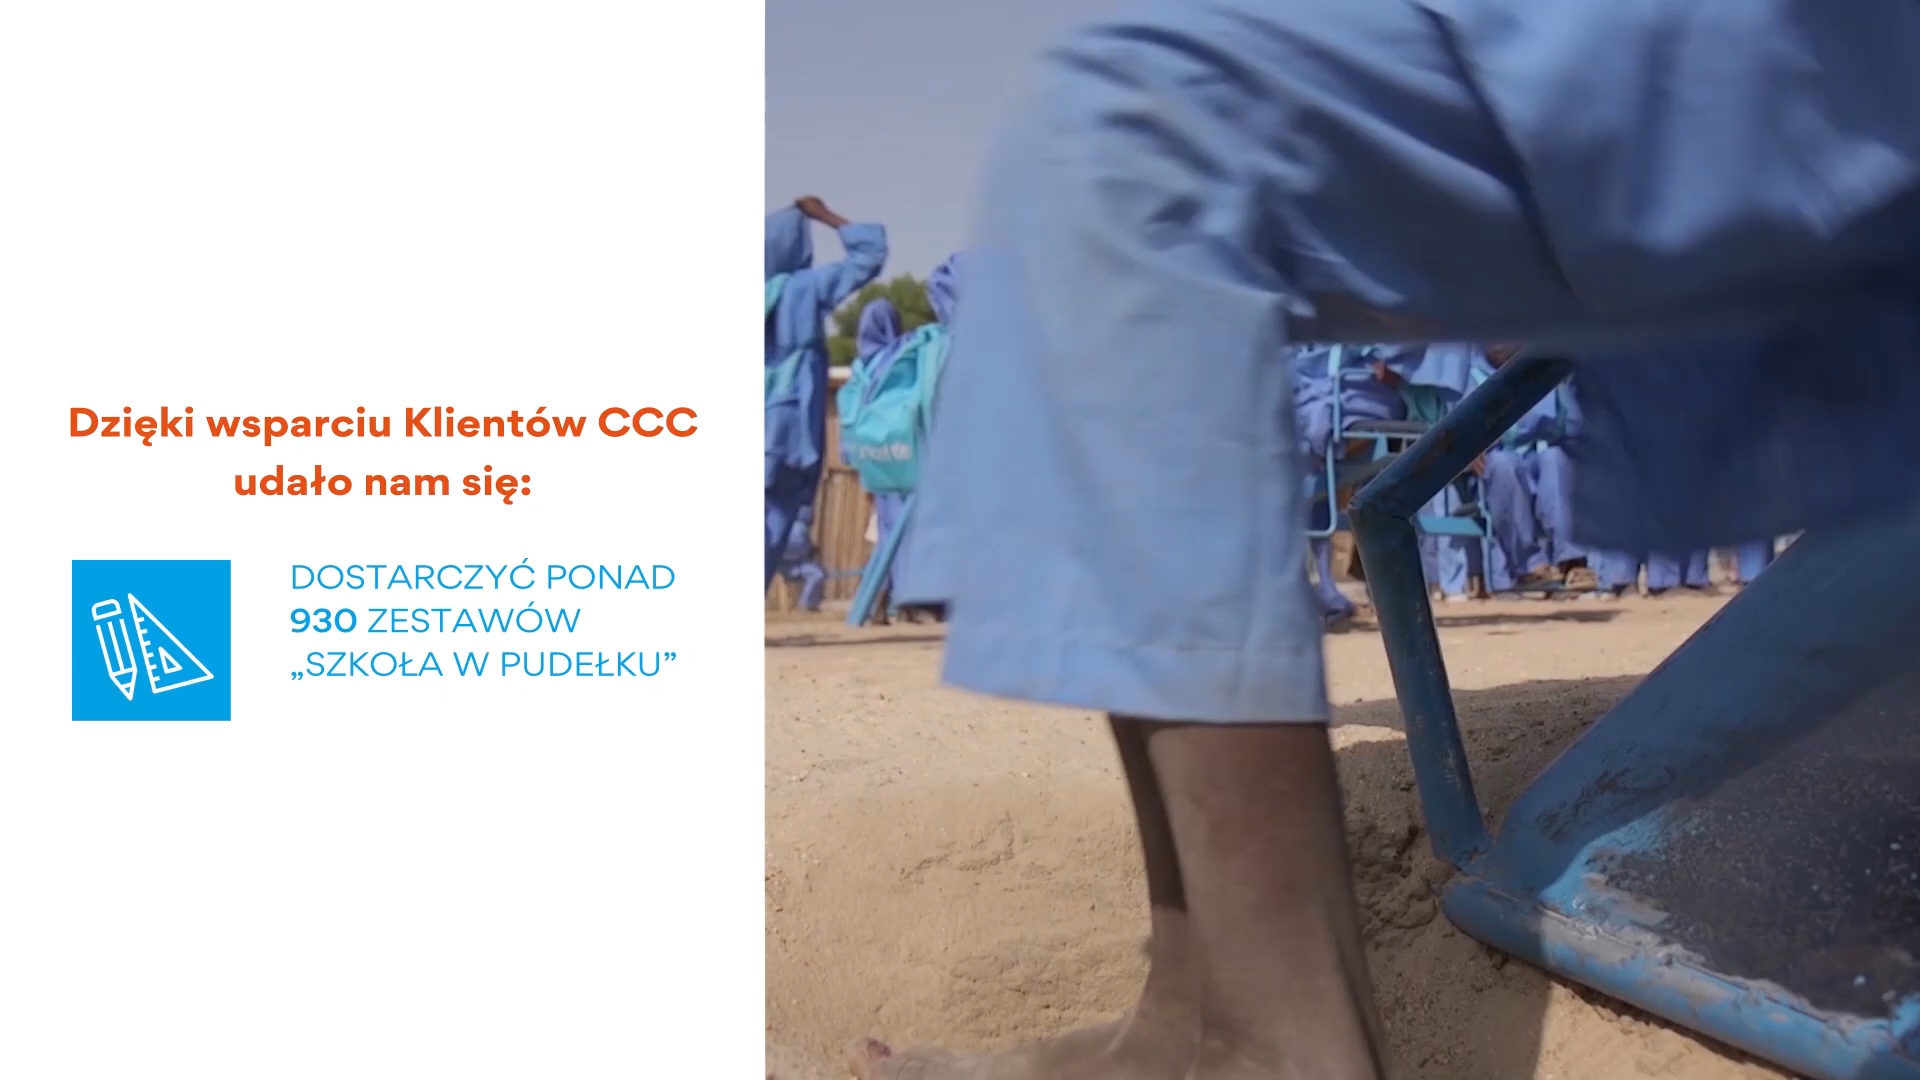 Dzięki wsparciu Klientów CCC
udało nam się:
DOSTARCZYĆ PONAD
930 ZESTAWÓW
„SZKOŁA W PUDEŁKU”